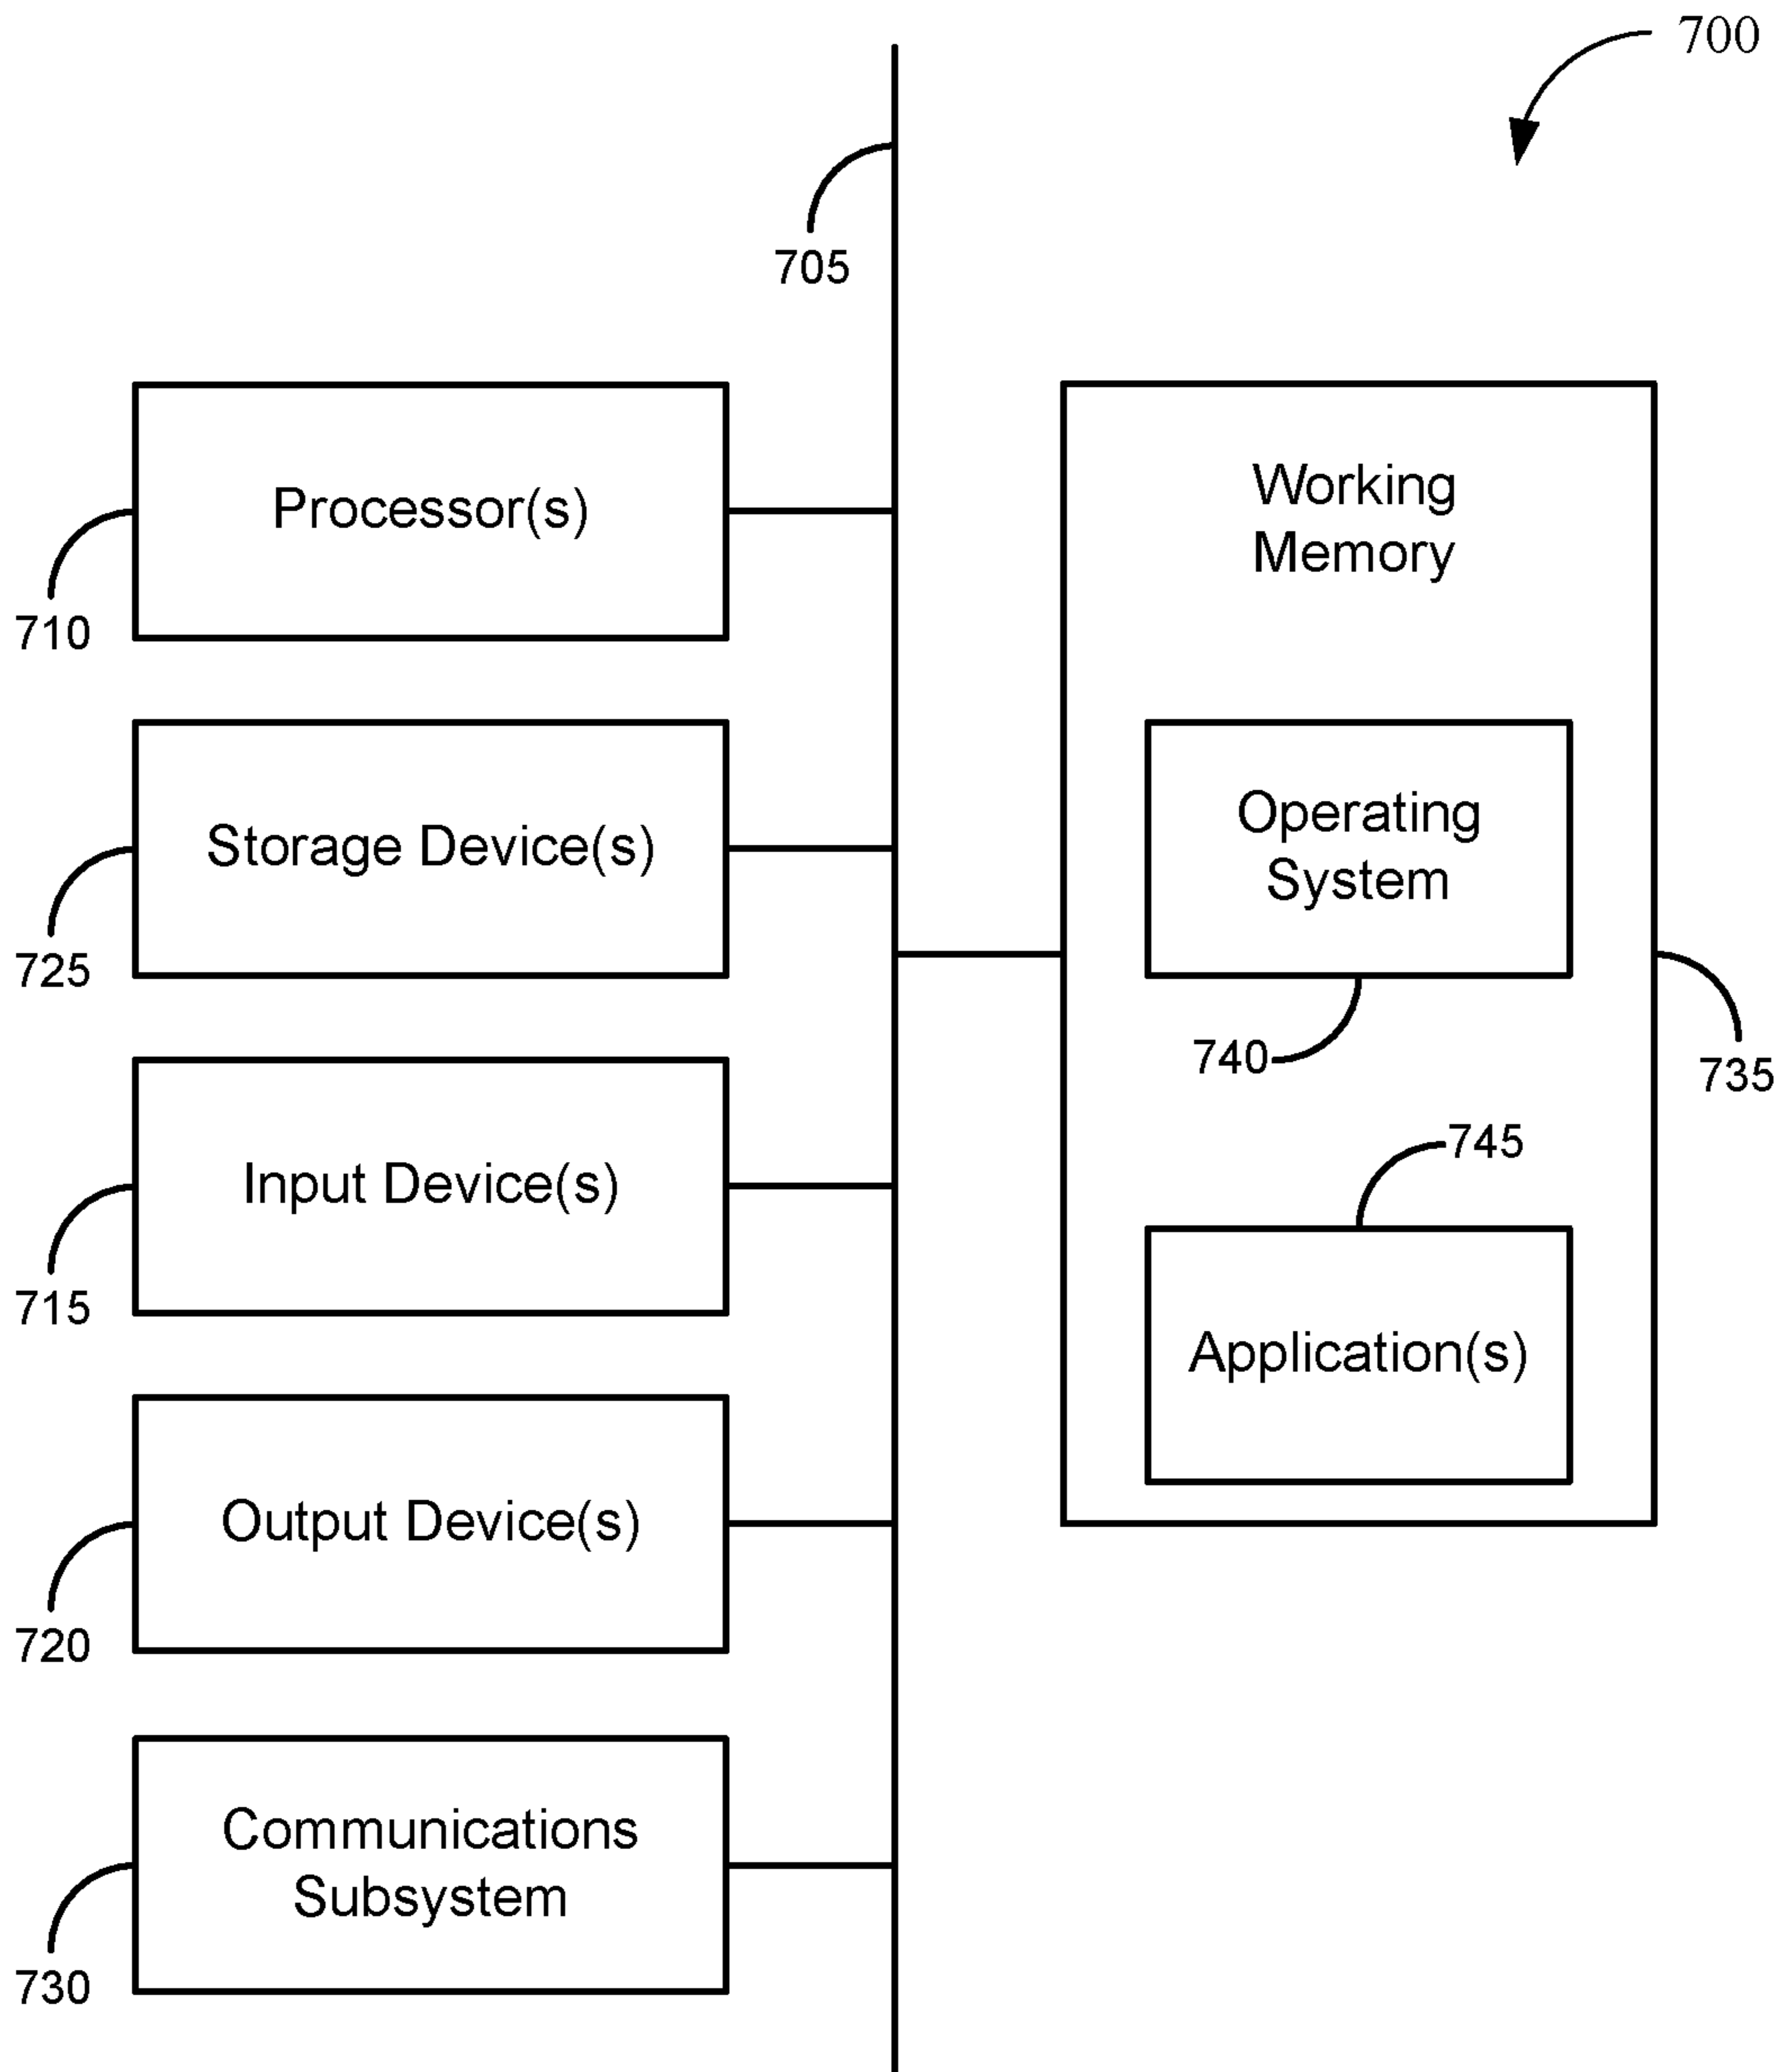 700
705
Processor(s)
710
Storage Device(s)
725
Input Device(s)
715
Output Device(s)
720
Communications
Subsystem
730
Working
Memory
Operating
System
740
735
745
Application(s)